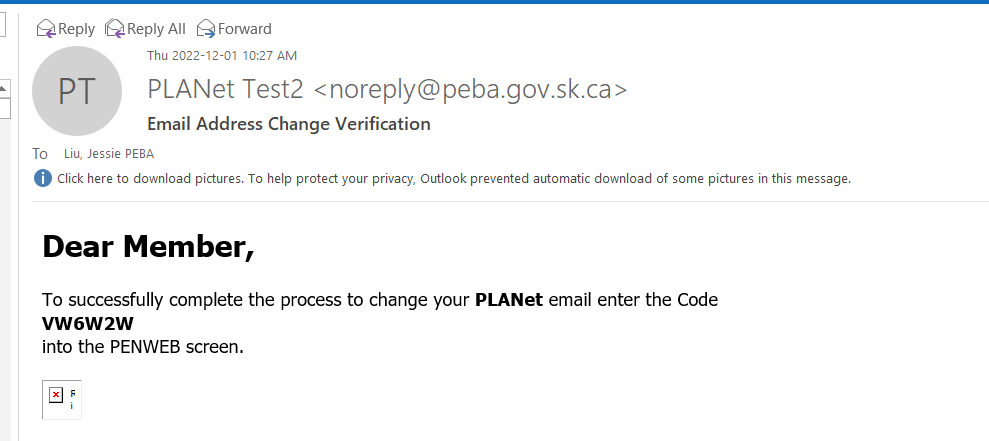 Reply Reply All Forward
Thu 2022-12-01 10:27 AM
PT
PLANet Test2 <noreply@peba.gov.sk.ca>
Email Address Change Verification
To Liu, Jessie PEBA
Click here to download pictures. To help protect your privacy, Outlook prevented automatic download of some pictures in this message.
Dear Member,
To successfully complete the process to change your PLANet email enter the Code
VW6W2W
into the PENWEB screen.